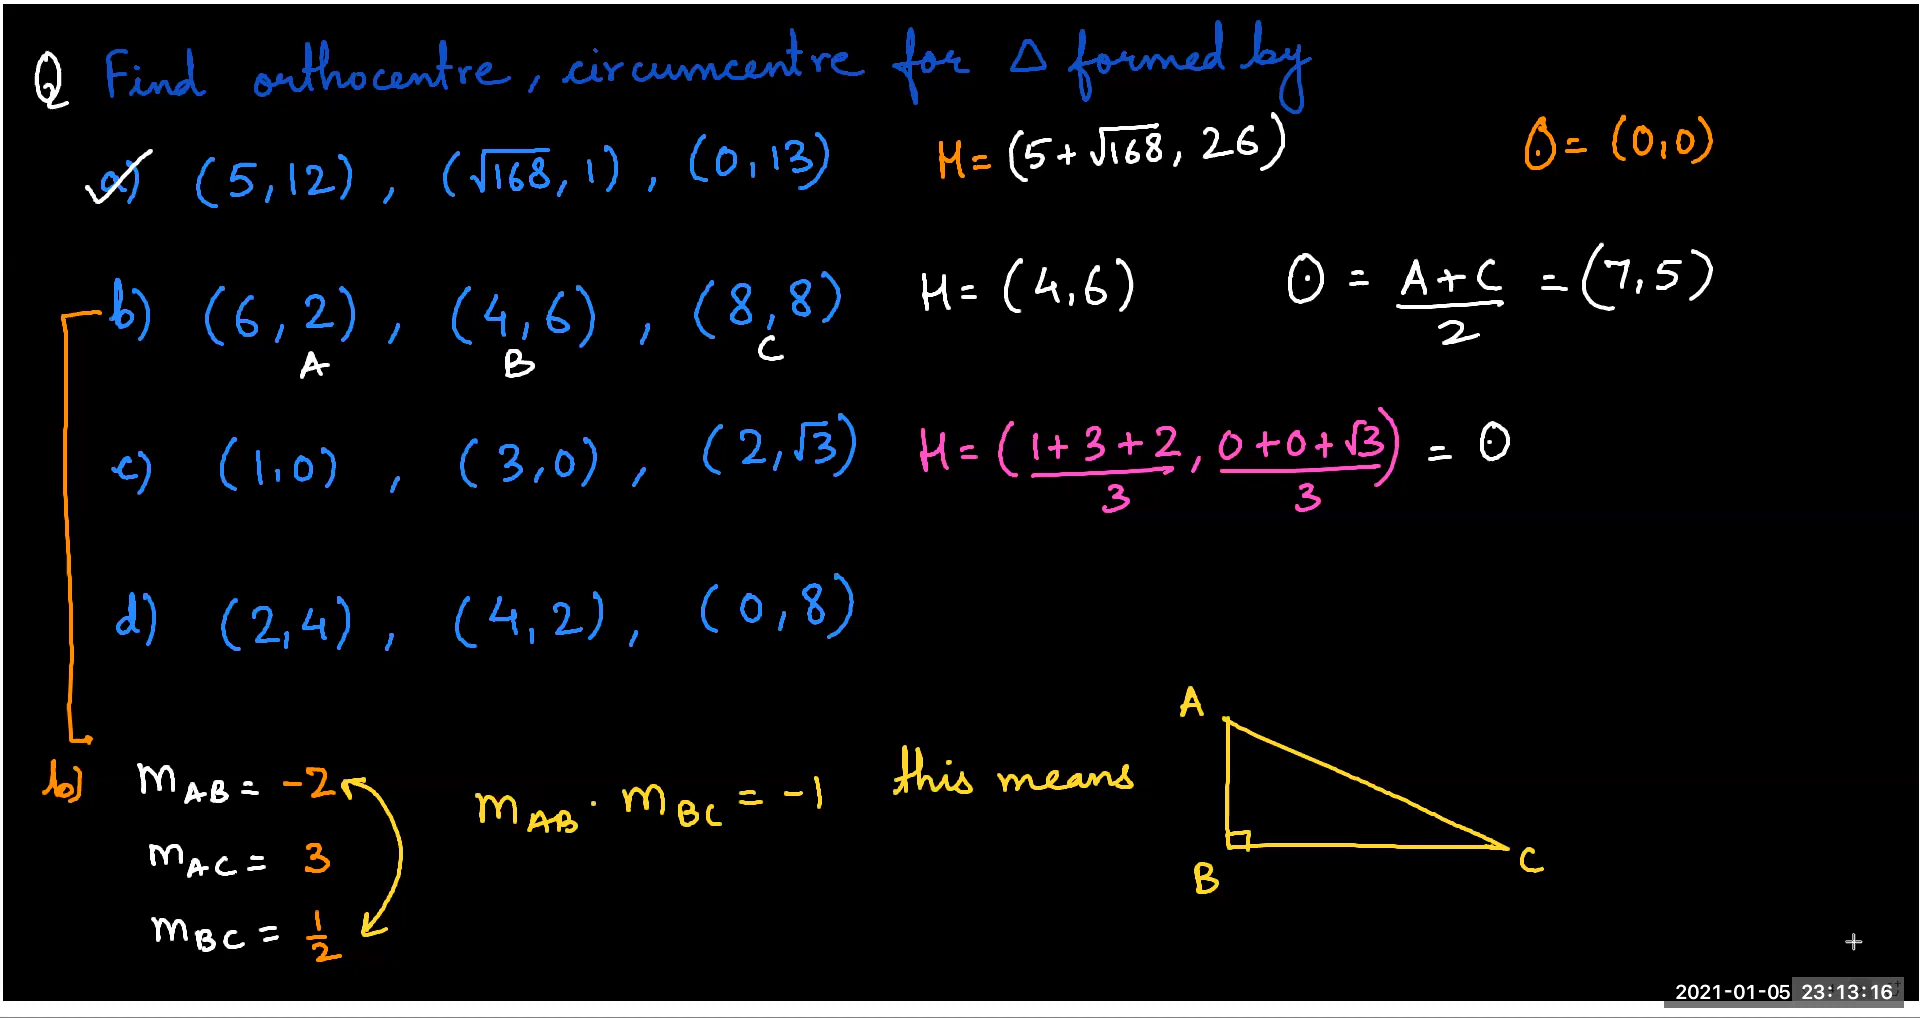 Q Find orthocentre, circumcentre for Δ formed by
a) (5,12), (√168, 1), (0,13) H = (5+√168, 26) O = (0,0)
b) (6,2), (4,6), (8,8) H = (4,6) O = A+C/2 = (7,5)
A B C
c) (1,0), (3,0), (2,√3) H = (1+3+2/3, 0+0+√3/3) = O
d) (2,4), (4,2), (0,8)
A
b) m_AB = -2 m_AB · m_BC = -1 this means
m_AC = 3
B C
m_BC = 1/2
2021-01-05 23:13:16